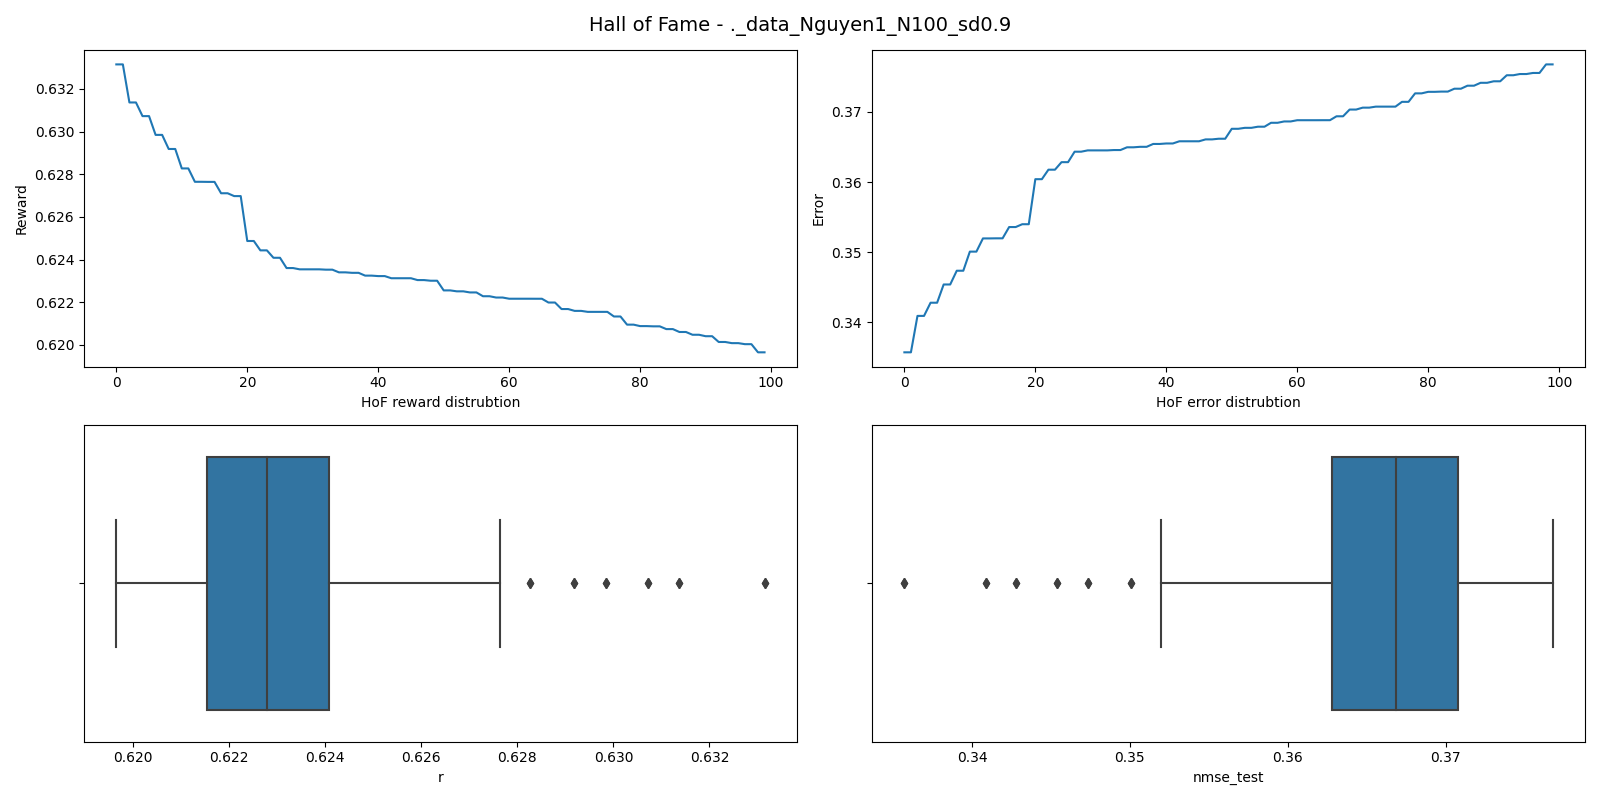 Hall of Fame - ._data_Nguyen1_N100_sd0.9
Reward
0.632
0.630
0.628
0.626
0.624
0.622
0.620
0 20 40 60 80 100
HoF reward distrubtion
Error
0.37
0.36
0.35
0.34
0 20 40 60 80 100
HoF error distrubtion
0.620 0.622 0.624 0.626 0.628 0.630 0.632
r
0.34 0.35 0.36 0.37
nmse_test